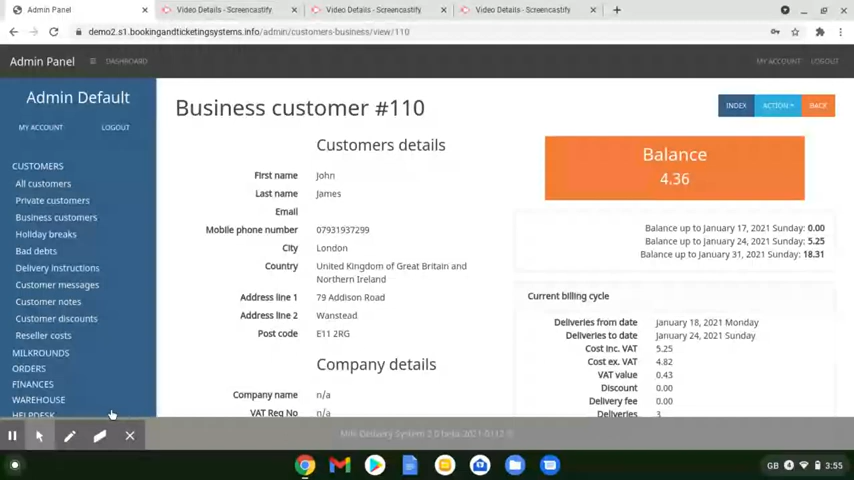 Admin Panel
Video Details - Screencastify
Video Details - Screencastify
Video Details - Screencastify
demo2.s1.bookingandticketingsystems.info/admin/customers-business/view/110
Admin Panel
DASHBOARD
MY ACCOUNT
LOGOUT
Admin Default
MY ACCOUNT
LOGOUT
CUSTOMERS
All customers
Private customers
Business customers
Holiday breaks
Bad debts
Delivery instructions
Customer messages
Customer notes
Customer discounts
Reseller costs
MILKROUNDS
ORDERS
FINANCES
WAREHOUSE
HELPDESK
Business customer #110
INDEX
ACTION
BACK
Customers details
First name John
Last name James
Email
Mobile phone number 07931937299
City London
Country United Kingdom of Great Britain and
Northern Ireland
Address line 1 79 Addison Road
Address line 2 Wanstead
Post code E11 2RG
Company details
Company name n/a
VAT Reg No n/a
Balance
4.36
Balance up to January 17, 2021 Sunday: 0.00
Balance up to January 24, 2021 Sunday: 5.25
Balance up to January 31, 2021 Sunday: 18.31
Current billing cycle
Deliveries from date January 18, 2021 Monday
Deliveries to date January 24, 2021 Sunday
Cost inc. VAT 5.25
Cost ex. VAT 4.82
VAT value 0.43
Discount 0.00
Delivery fee 0.00
Deliveries 3
Milk Delivery System 2.0 beta-2021-0112
GB
4
3:55